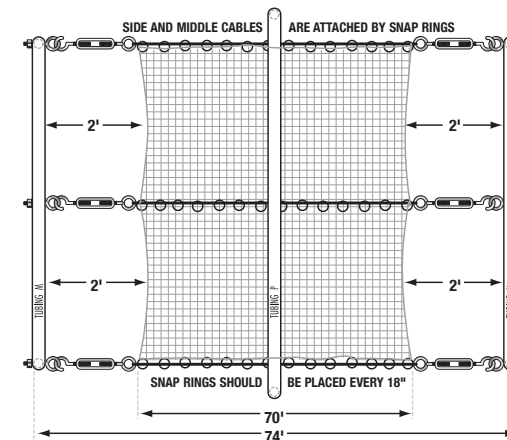 SIDE AND MIDDLE CABLES ARE ATTACHED BY SNAP RINGS
2' 2'
2' 2'
TUBING M
TUBING P
SNAP RINGS SHOULD BE PLACED EVERY 18"
70'
74'